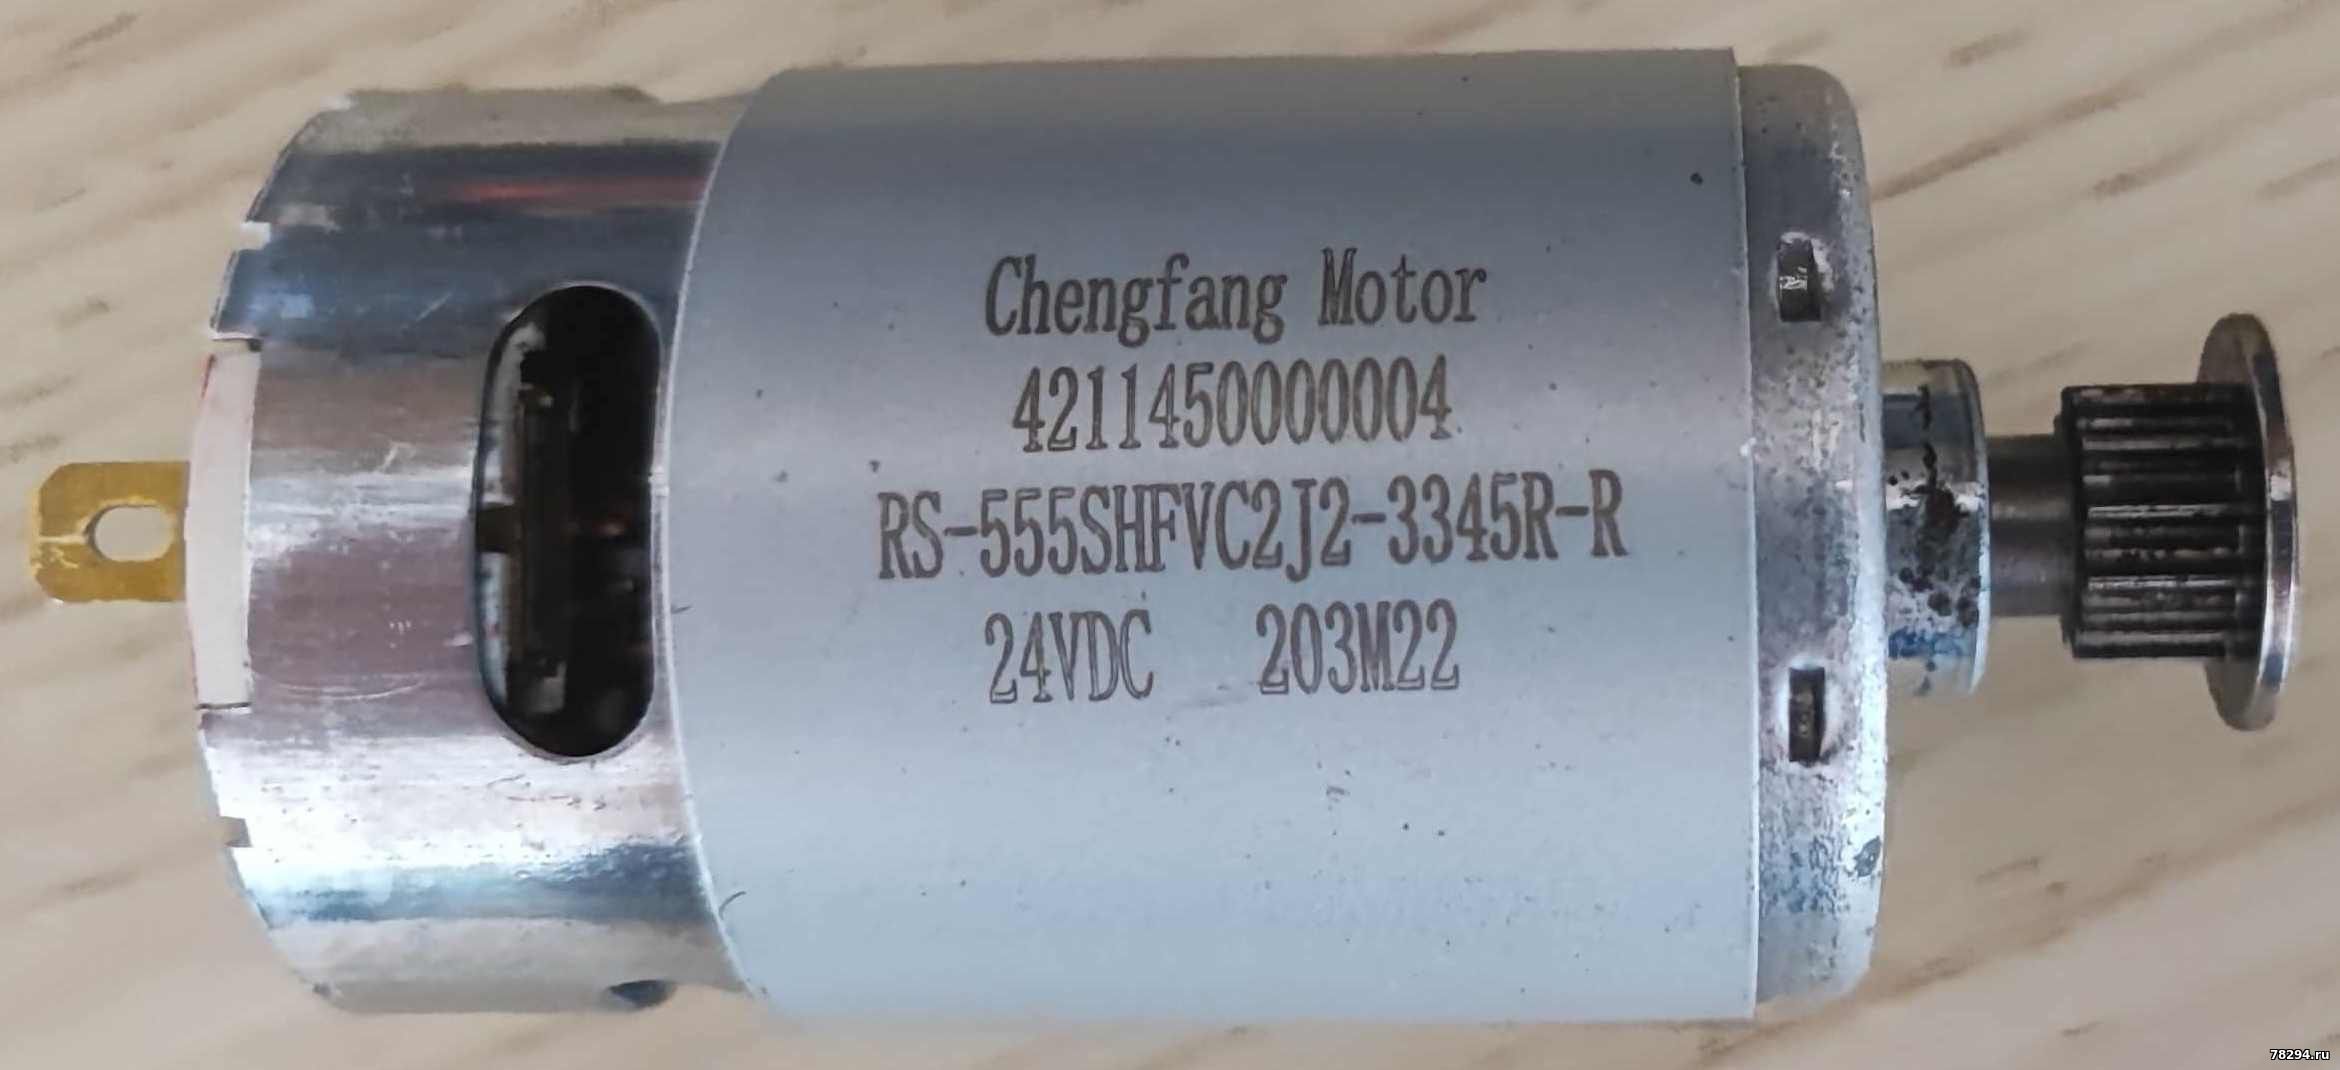 Chengfang Motor
4211450000004
RS-555SHFVC2J2-3345R-R
24VDC 203M22
78294.ru